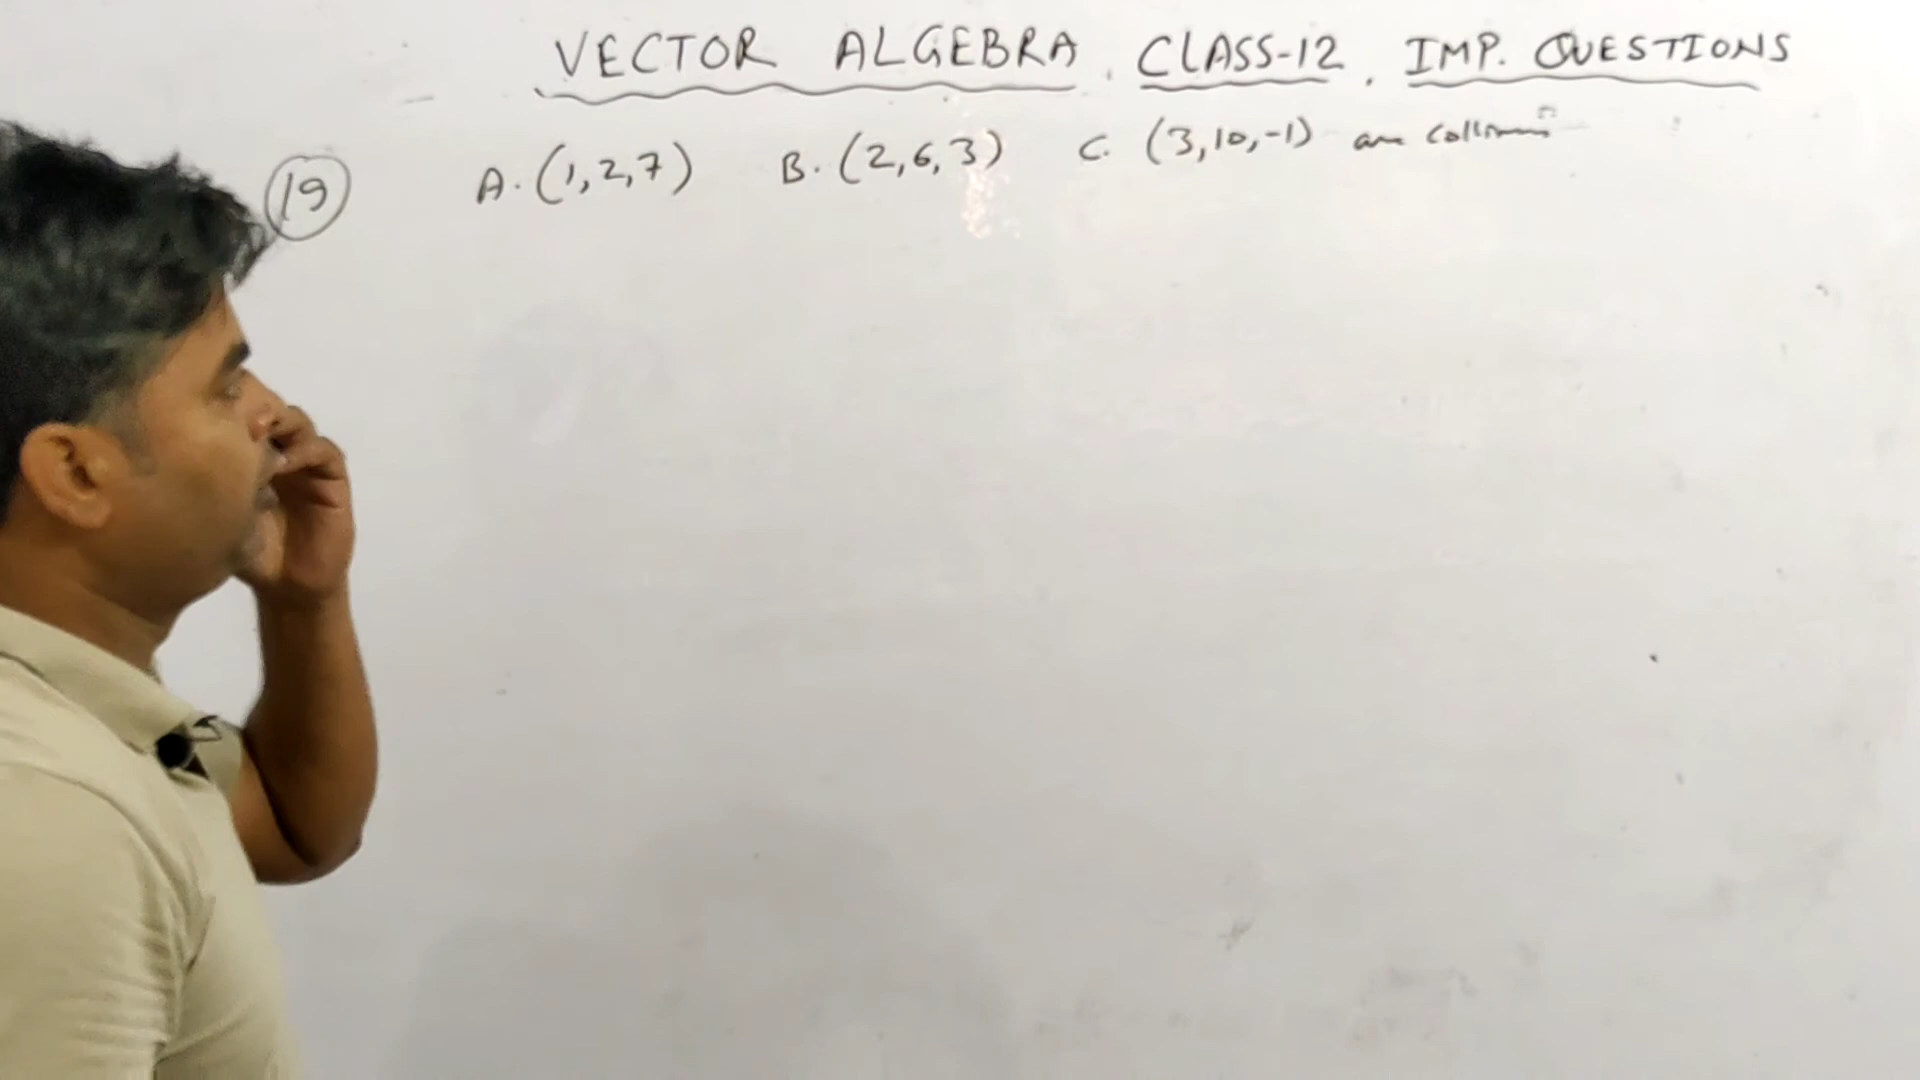 VECTOR ALGEBRA. CLASS-12. IMP. QUESTIONS
19 A. (1,2,7) B. (2,6,3) C. (3,10,-1) are